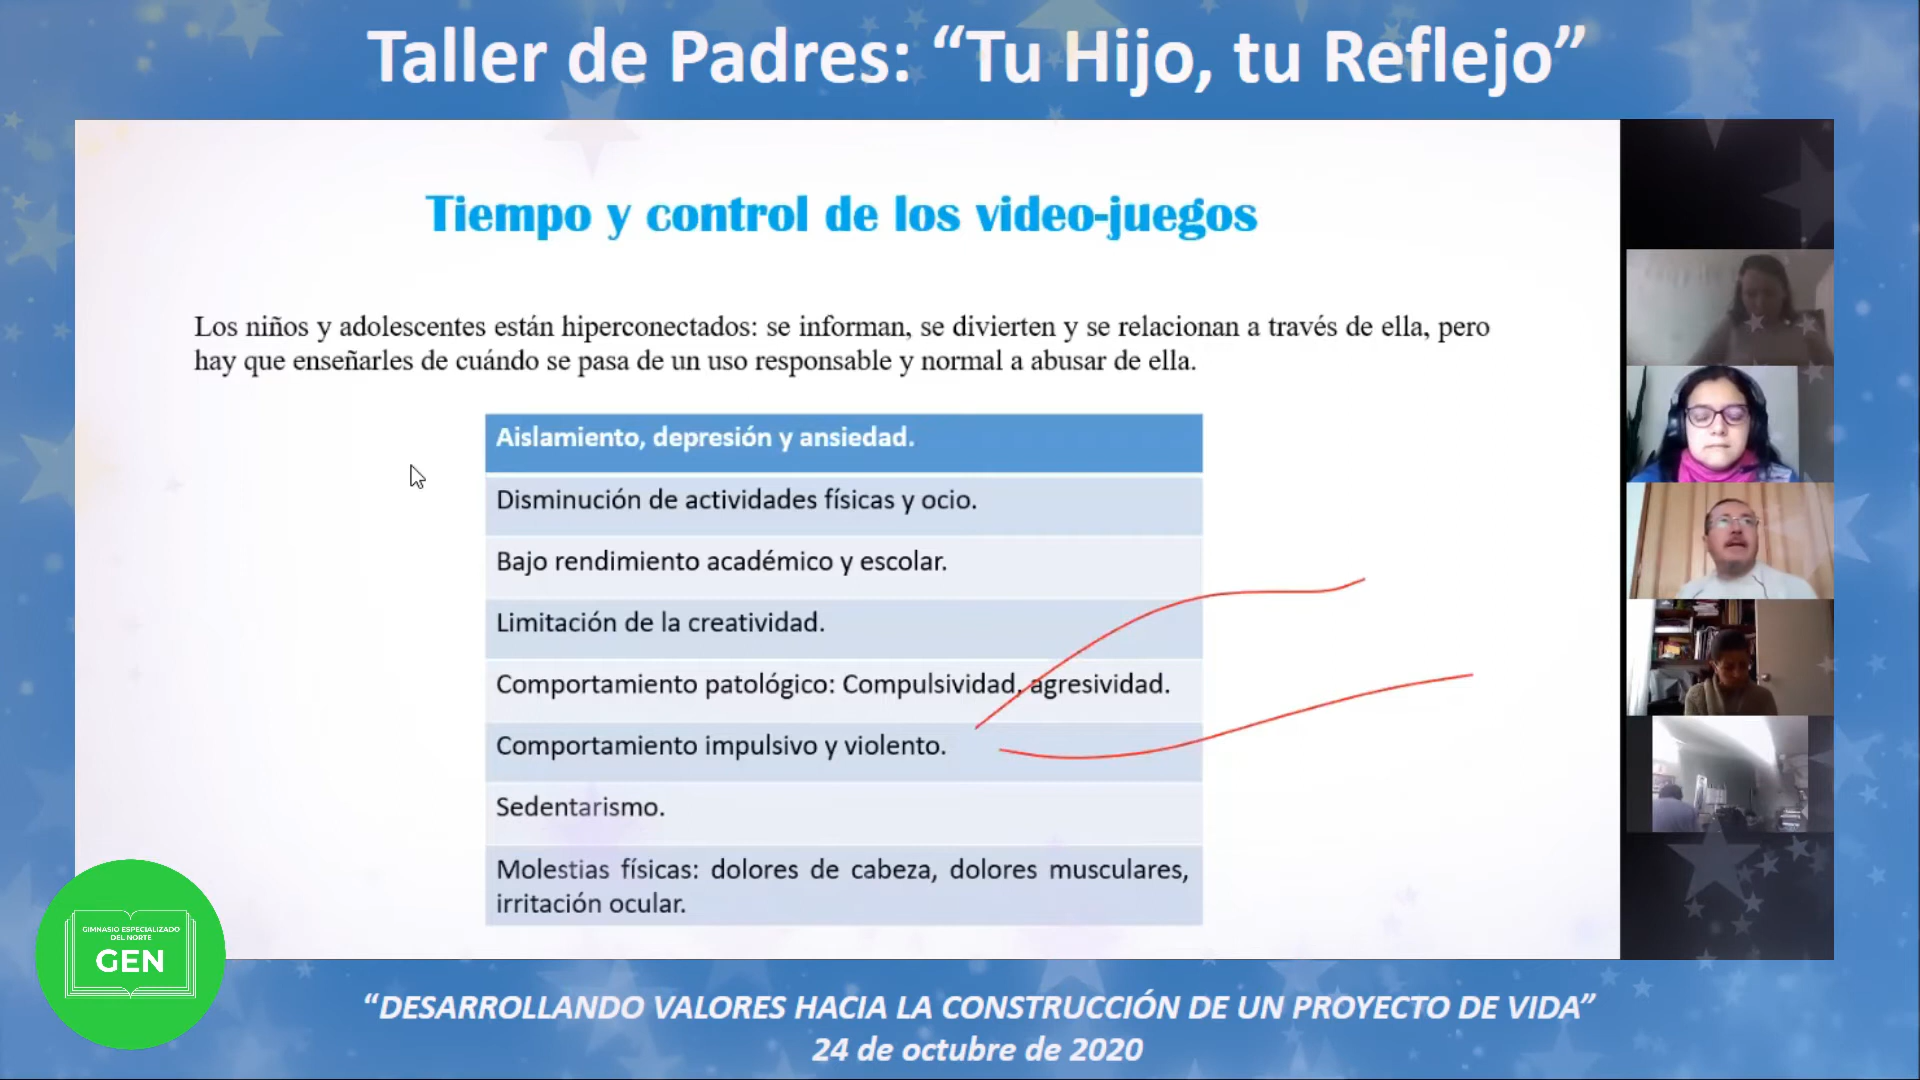 Taller de Padres: “Tu Hijo, tu Reflejo”
Tiempo y control de los video-juegos
Los niños y adolescentes están hiperconectados: se informan, se divierten y se relacionan a través de ella, pero
hay que enseñarles de cuándo se pasa de un uso responsable y normal a abusar de ella.
Aislamiento, depresión y ansiedad.
Disminución de actividades físicas y ocio.
Bajo rendimiento académico y escolar.
Limitación de la creatividad.
Comportamiento patológico: Compulsividad, agresividad.
Comportamiento impulsivo y violento.
Sedentarismo.
Molestias físicas: dolores de cabeza, dolores musculares,
irritación ocular.
GIMNASIO ESPECIALIZADO
DEL NORTE
GEN
“DESARROLLANDO VALORES HACIA LA CONSTRUCCIÓN DE UN PROYECTO DE VIDA”
24 de octubre de 2020